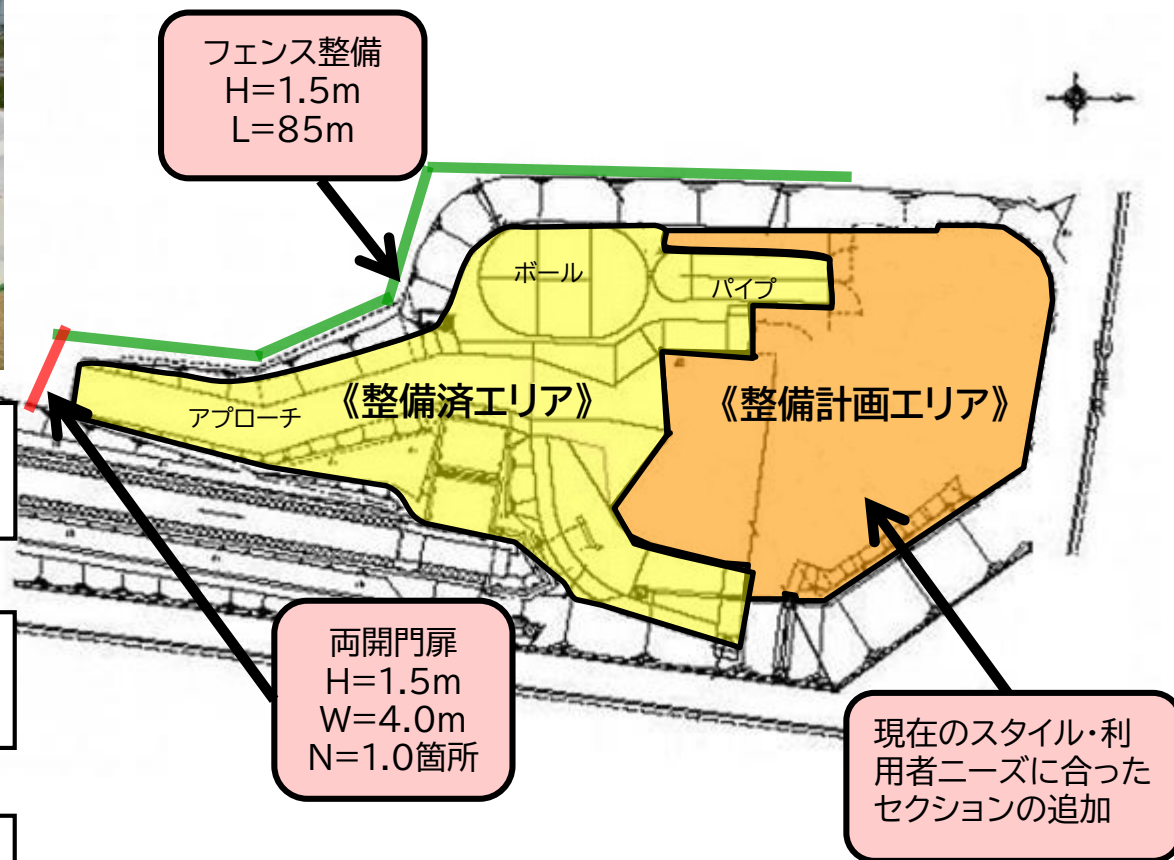 フェンス整備
H=1.5m
L=85m
ボール
パイプ
アプローチ
《整備済エリア》
《整備計画エリア》
両開門扉
H=1.5m
W=4.0m
N=1.0箇所
現在のスタイル・利
用者ニーズに合った
セクションの追加